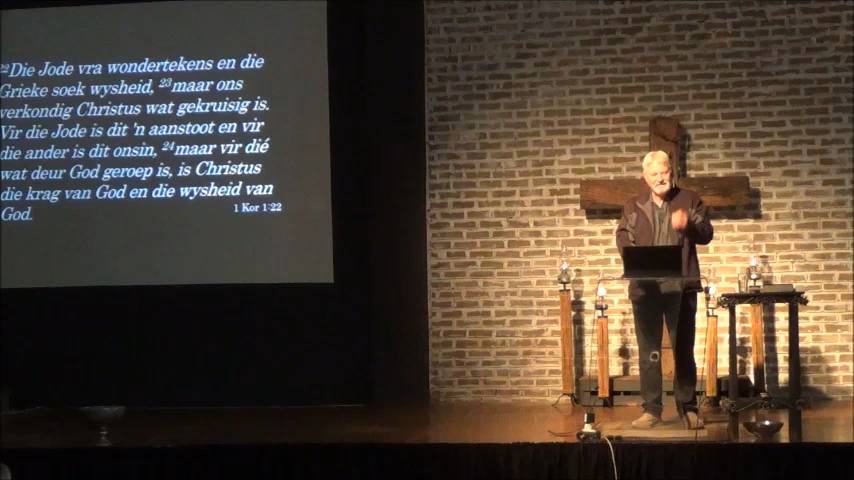 22Die Jode vra wondertekens en die
Grieke soek wysheid, 23maar ons
verkondig Christus wat gekruisig is.
Vir die Jode is dit 'n aanstoot en vir
die ander is dit onsin, 24maar vir dié
wat deur God geroep is, is Christus
die krag van God en die wysheid van
God.
1 Kor 1:22